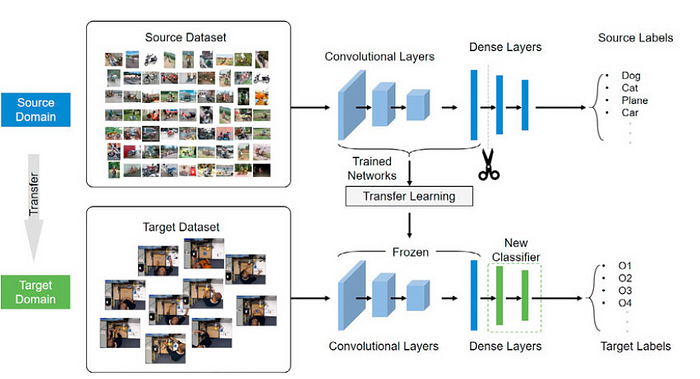 Source Dataset
Convolutional Layers
Dense Layers
Source Labels
Source
Domain
• Dog
• Cat
• Plane
• Car
Trained
Networks
Transfer Learning
Transfer
Target Dataset
Target
Domain
Frozen
New
Classifier
• O1
• O2
• O3
• O4
Convolutional Layers
Dense Layers
Target Labels